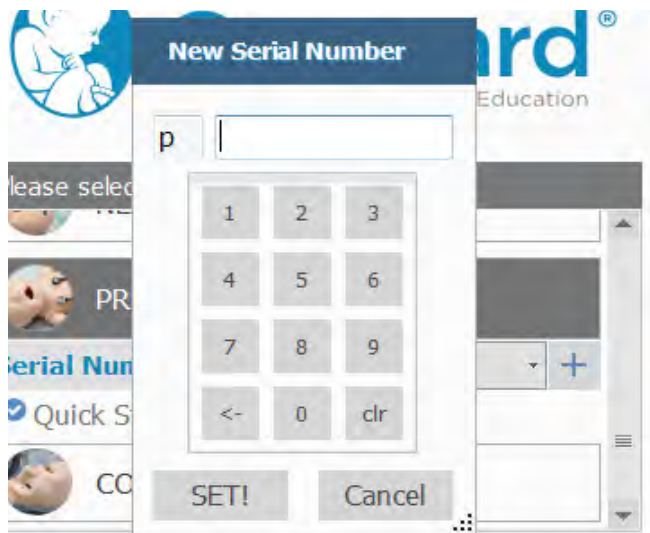 New Serial Number
rd®
Education
p
lease selec
1 2 3
4 5 6
PR
7 8 9
erial Num
+
Quick S
<- 0 clr
CO
SET! Cancel